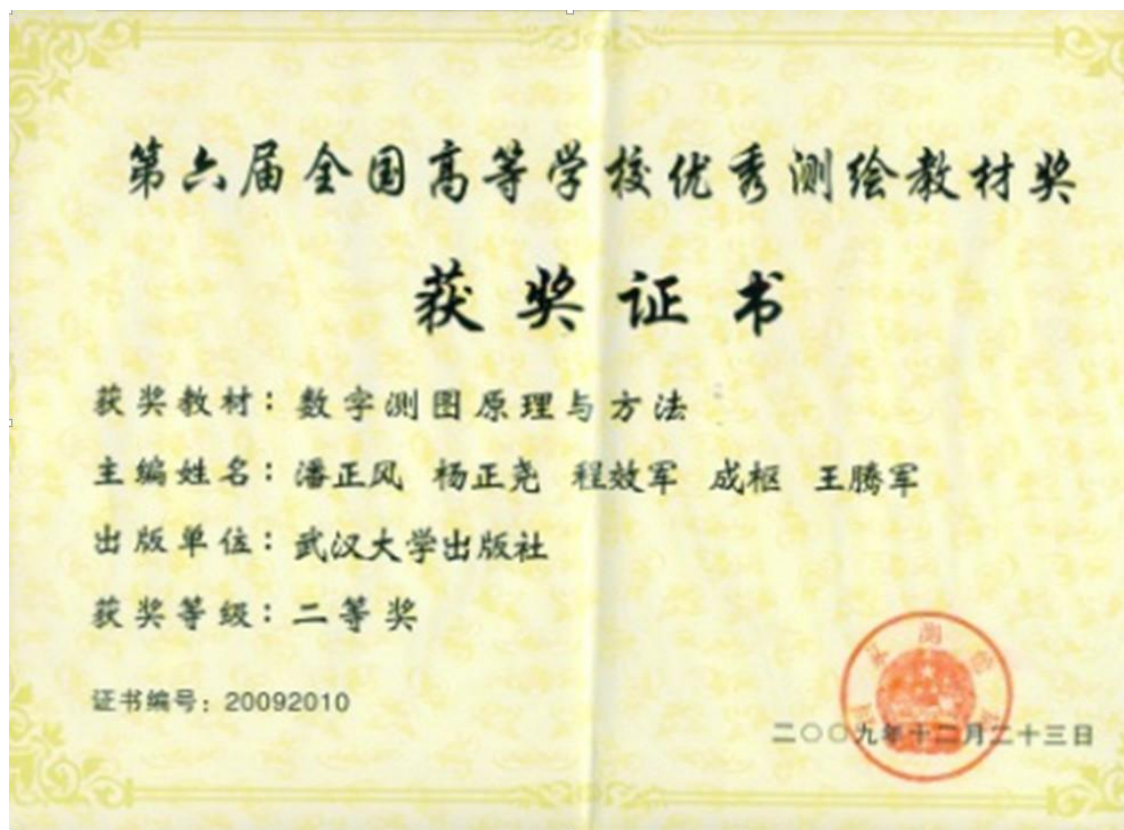 第六届全国高等学校优秀测绘教材奖
获奖证书
获奖教材：数字测图原理与方法
主编姓名：潘正风 杨正尧 程效军 成枢 王腾军
出版单位：武汉大学出版社
获奖等级：二等奖
证书编号：20092010
二〇〇九年十二月二十三日